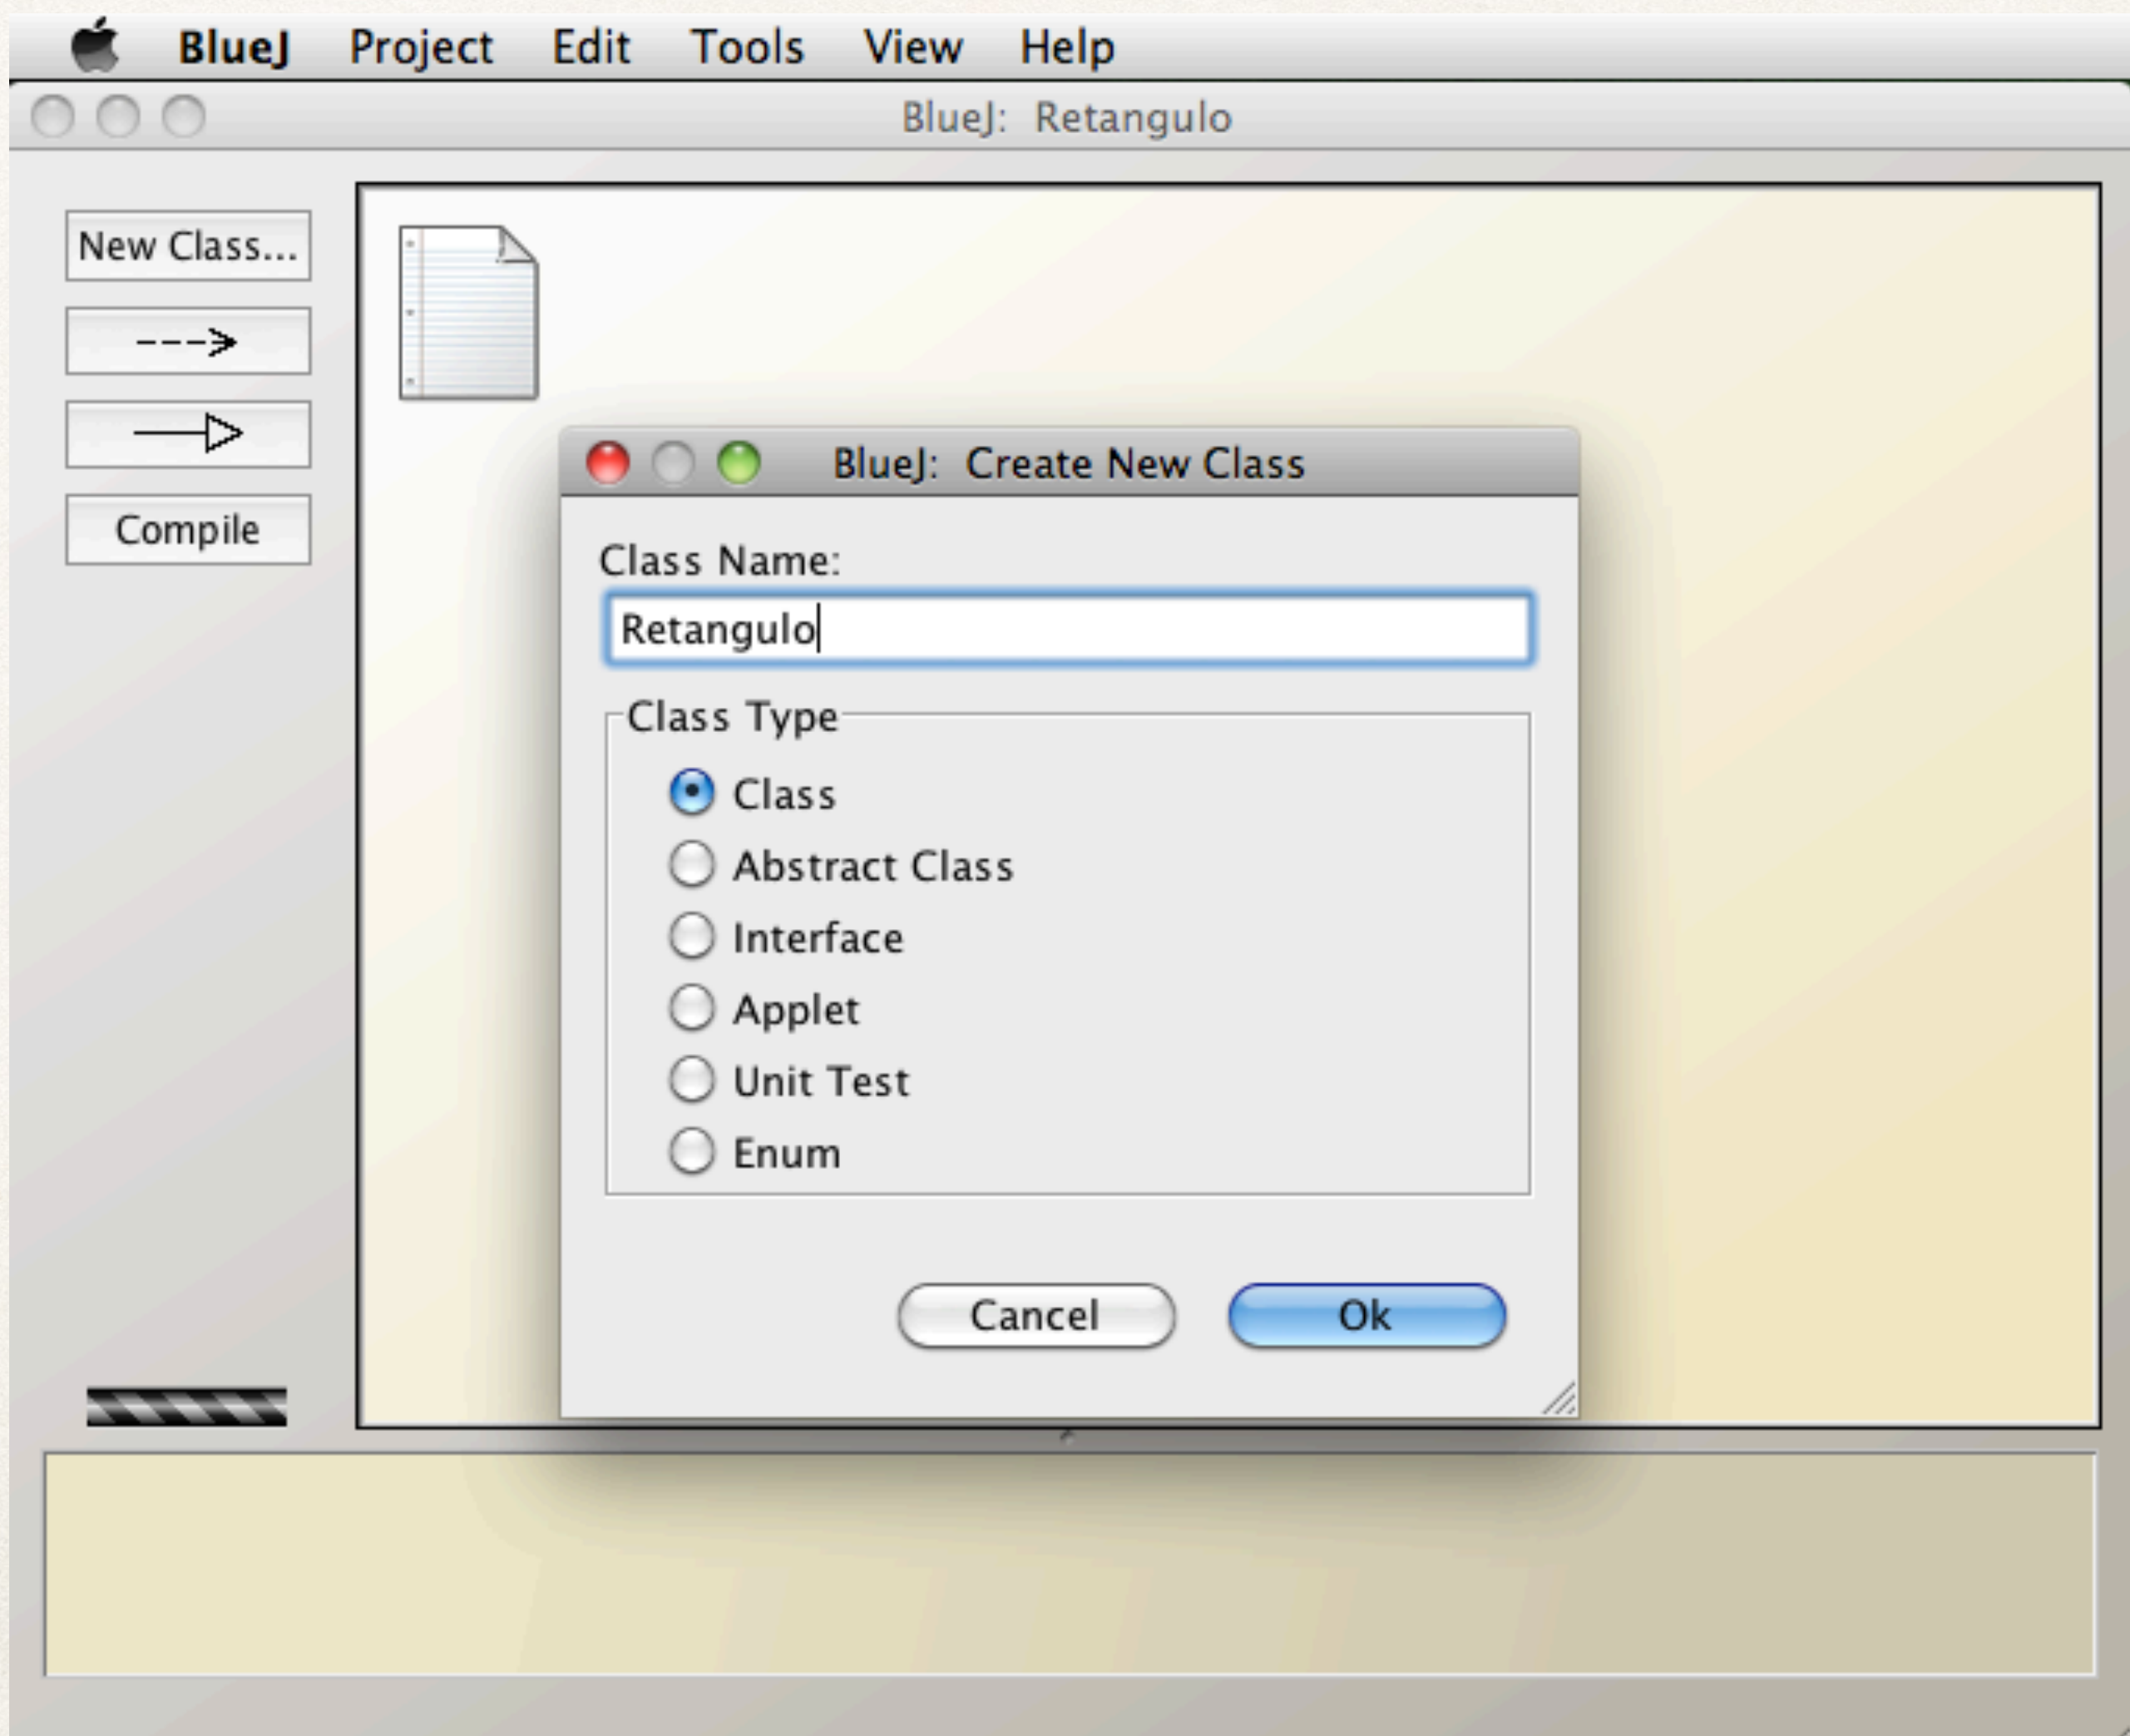 BlueJ Project Edit Tools View Help
BlueJ: Retangulo
New Class...
Compile
BlueJ: Create New Class
Class Name:
Retangulo
Class Type
Class
Abstract Class
Interface
Applet
Unit Test
Enum
Cancel Ok